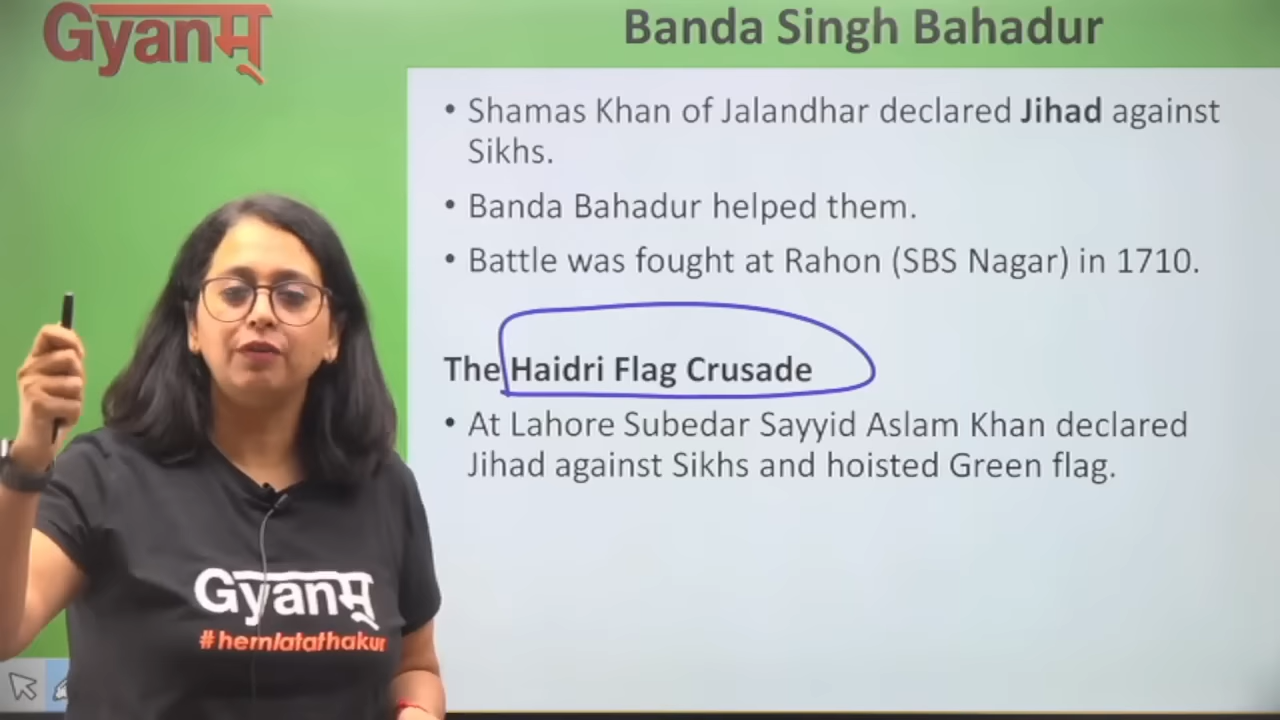 Gyanम्
Banda Singh Bahadur
• Shamas Khan of Jalandhar declared Jihad against
Sikhs.
• Banda Bahadur helped them.
• Battle was fought at Rahon (SBS Nagar) in 1710.
The Haidri Flag Crusade
• At Lahore Subedar Sayyid Aslam Khan declared
Jihad against Sikhs and hoisted Green flag.
Gyanम्
#hemlatathakur